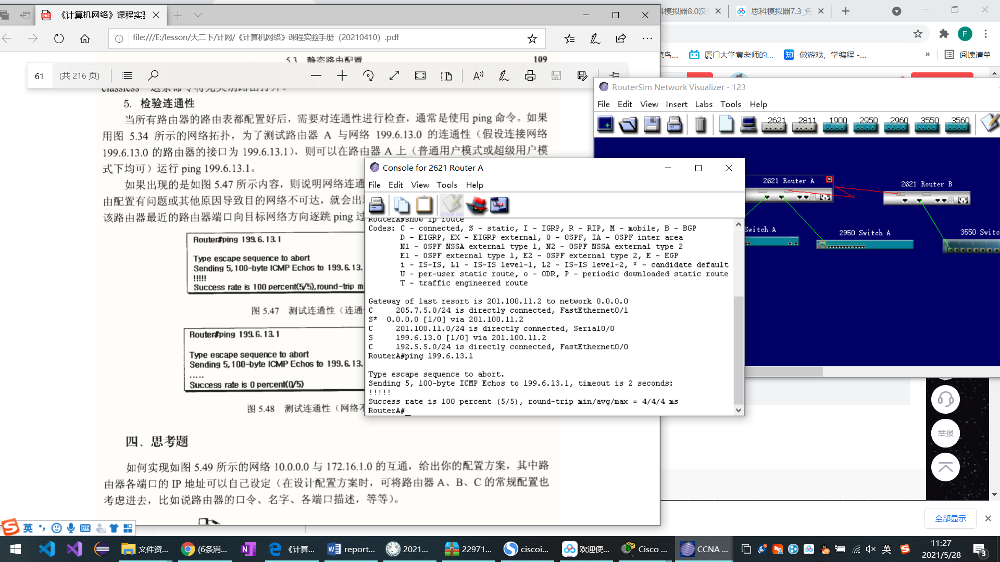 《计算机网络》课程实验
file:///E:/lesson/大二下/计网/《计算机网络》课程实验手册（20210410）.pdf
思科模拟器8.0汉化
思科模拟器7.3_免
F
厦门大学黄老师的...
知 做游戏，学编程 -...
»
阅读清单
5.3 静态路由配置
109
61
(共 216 页)
5. 检验连通性
当所有路由器的路由表都配置好后，需要对连通性进行检查，通常是使用 ping 命令。如果
用图 5.34 所示的网络拓扑，为了测试路由器 A 与网络 199.6.13.0 的连通性（假设连接网络
199.6.13.0 的路由器的接口为 199.6.13.1），则可以在路由器 A 上（普通用户模式或超级用户模
式下均可）运行 ping 199.6.13.1。
如果出现的是如图 5.47 所示内容，则说明网络连通
由配置有问题或其他原因导致目的网络不可达，就会出现
该路由器最近的路由器端口向目标网络方向逐跳 ping 过
Router#ping 199.6.13.1
Type escape sequence to abort
Sending 5,100-byte ICMP Echos to 199.6.13.
!!!!!
Success rate is 100 percent(5/5),round-trip m
图 5.47 测试连通性（连通
Router#ping 199.6.13.1
Type escape sequence to abort
Sending 5,100-byte ICMP Echos to 199.6.13.
.....
Success rate is 0 percent(0/5)
图 5.48 测试连通性（网络不
四、思考题
如何实现如图 5.49 所示的网络 10.0.0.0 与 172.16.1.0 的互通，给出你的配置方案，其中路
由器各端口的 IP 地址可以自己设定（在设计配置方案时，可将路由器 A、B、C 的常规配置也
考虑进去，比如说路由器的口令、名字、各端口描述，等等）。
RouterSim Network Visualizer - 123
File Edit View Insert Labs Tools Help
2621 2811 1900 2950 2960 3550 3560
2621 Router A
2621 Router B
Switch A
2950 Switch A
3550 Switc
Console for 2621 Router A
File Edit View Tools Help
Grade Me
RouterA#show ip route
Codes: C - connected, S - static, I - IGRP, R - RIP, M - mobile, B - BGP
D - EIGRP, EX - EIGRP external, O - OSPF, IA - OSPF inter area
N1 - OSPF NSSA external type 1, N2 - OSPF NSSA external type 2
E1 - OSPF external type 1, E2 - OSPF external type 2, E - EGP
i - IS-IS, L1 - IS-IS level-1, L2 - IS-IS level-2, * - candidate default
U - per-user static route, o - ODR, P - periodic downloaded static route
T - traffic engineered route
Gateway of last resort is 201.100.11.2 to network 0.0.0.0
C 205.7.5.0/24 is directly connected, FastEthernet0/1
S* 0.0.0.0 [1/0] via 201.100.11.2
C 201.100.11.0/24 is directly connected, Serial0/0
S 199.6.13.0 [1/0] via 201.100.11.2
C 192.5.5.0/24 is directly connected, FastEthernet0/0
RouterA#ping 199.6.13.1
Type escape sequence to abort.
Sending 5, 100-byte ICMP Echos to 199.6.13.1, timeout is 2 seconds:
!!!!!
Success rate is 100 percent (5/5), round-trip min/avg/max = 4/4/4 ms
RouterA#_
举报
全部显示
S 英
文件资...
(6条消...
《计算...
report...
2021...
22971...
ciscoi...
欢迎使...
Cisco ...
CCNA ...
英
11:27
2021/5/28
3